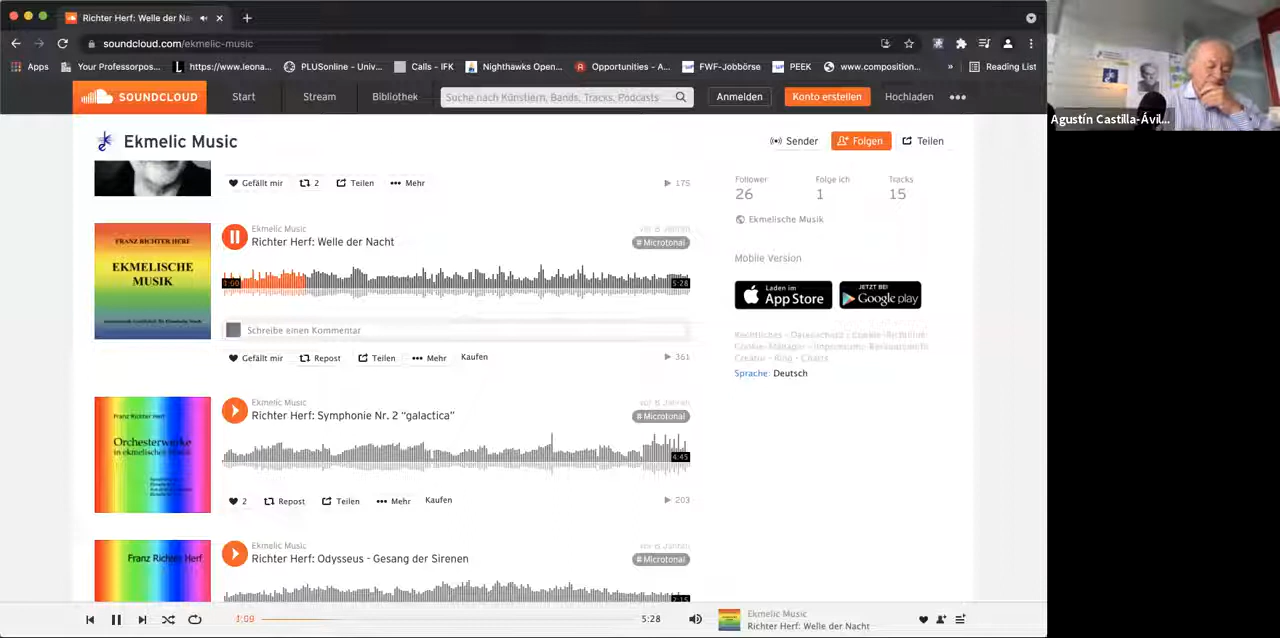 Richter Herf: Welle der Na
soundcloud.com/ekmelic-music
Apps
Your Professorpos...
https://www.leona...
PLUSonline - Univ...
Calls - IFK
Nighthawks Open...
Opportunities - A...
FWF-Jobbörse
PEEK
www.composition...
»
Reading List
SOUNDCLOUD
Start
Stream
Bibliothek
Suche nach Künstlern, Bands, Tracks, Podcasts
Anmelden
Konto erstellen
Hochladen
Agustín Castilla-Ávil...
Ekmelic Music
Sender
Folgen
Teilen
Gefällt mir
2
Teilen
Mehr
175
Follower
26
Folge ich
1
Tracks
15
Ekmelische Musik
Mobile Version
Laden im
App Store
JETZT BEI
Google play
Sprache: Deutsch
FRANZ RICHTER HERF
EKMELISCHE
MUSIK
Ekmelic Music
Richter Herf: Welle der Nacht
# Microtonal
5:28
Schreibe einen Kommentar
Gefällt mir
Repost
Teilen
Mehr
Kaufen
361
Franz Richter Herf
Orchesterwerke
in ekmelischer Musik
Ekmelic Music
Richter Herf: Symphonie Nr. 2 "galactica"
# Microtonal
4:45
2
Repost
Teilen
Mehr
Kaufen
203
Franz Richter Herf
Ekmelic Music
Richter Herf: Odysseus - Gesang der Sirenen
# Microtonal
1:09
5:28
Ekmelic Music
Richter Herf: Welle der Nacht